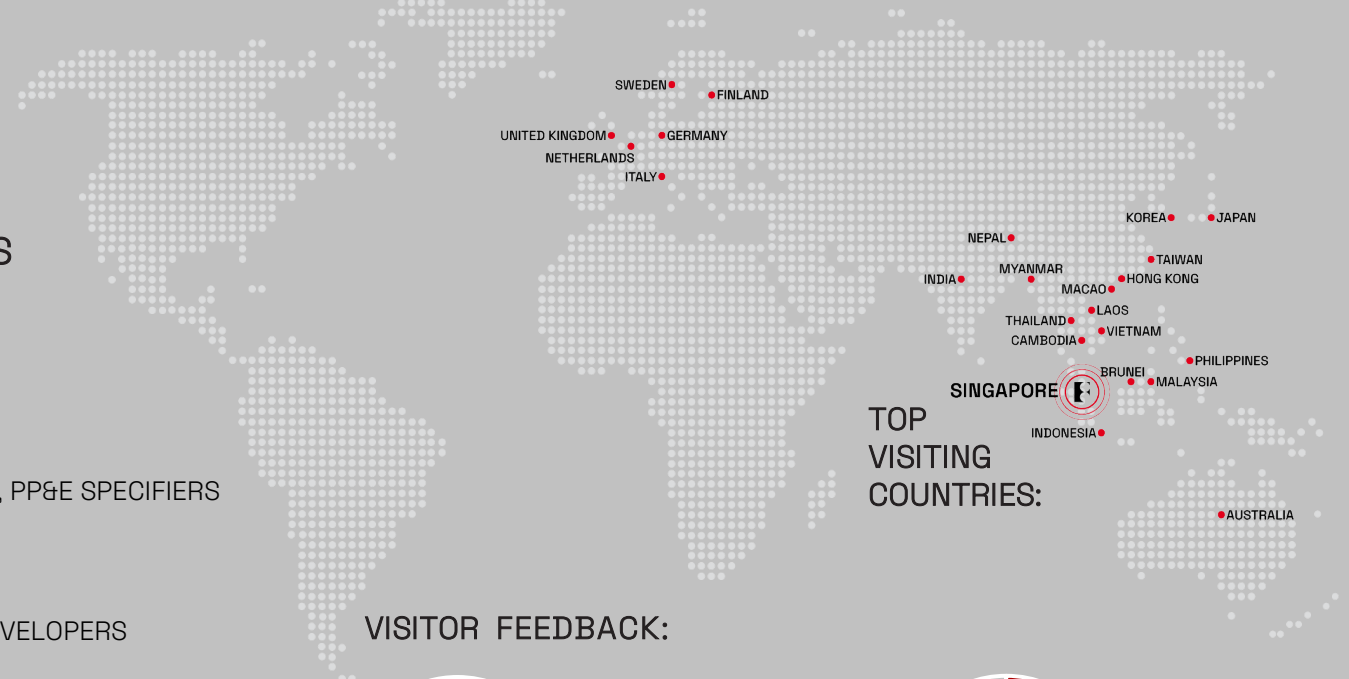 SWEDEN
FINLAND
UNITED KINGDOM
GERMANY
NETHERLANDS
ITALY
KOREA
JAPAN
NEPAL
S
TAIWAN
MYANMAR
INDIA
HONG KONG
MACAO
LAOS
THAILAND
VIETNAM
CAMBODIA
PHILIPPINES
BRUNEI
MALAYSIA
SINGAPORE
TOP
VISITING
COUNTRIES:
INDONESIA
, PP&E SPECIFIERS
AUSTRALIA
VISITOR FEEDBACK:
VELOPERS